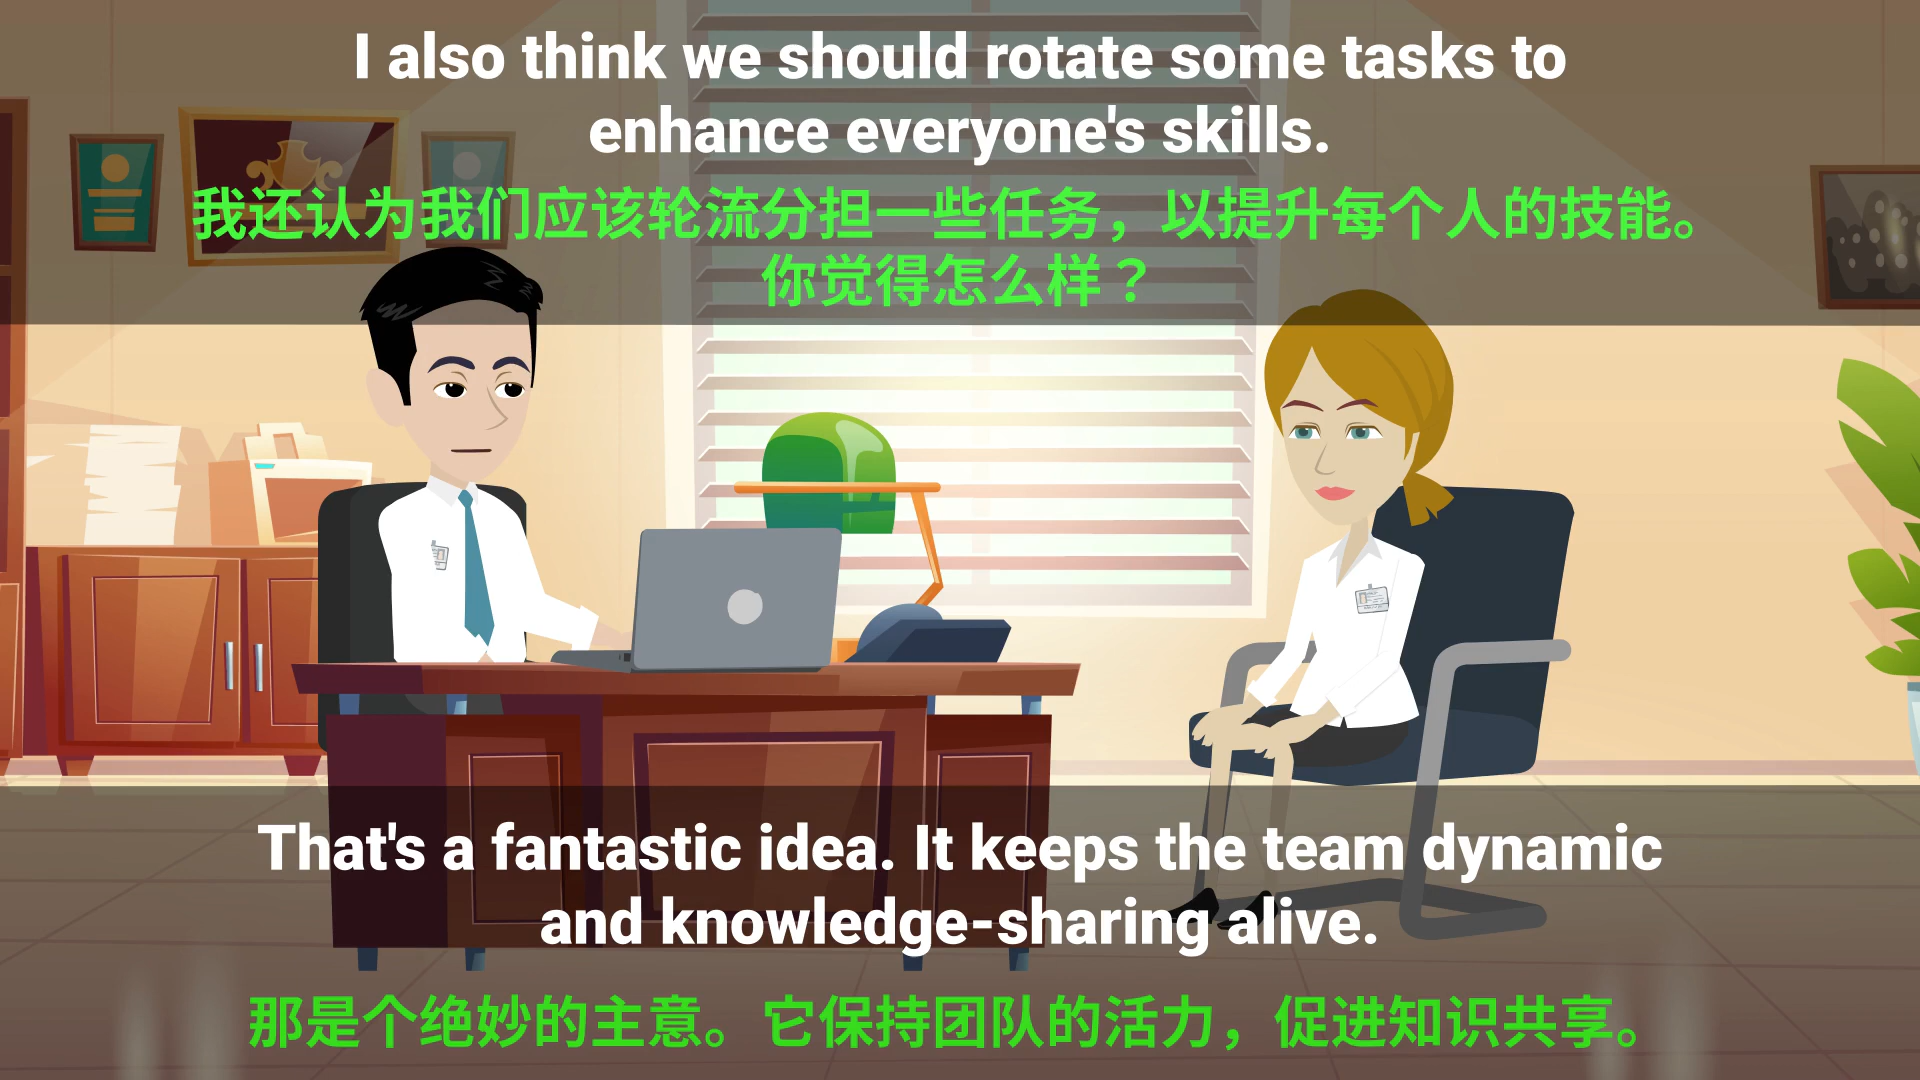 I also think we should rotate some tasks to
enhance everyone's skills.
我还认为我们应该轮流分担一些任务，以提升每个人的技能。
你觉得怎么样？
That's a fantastic idea. It keeps the team dynamic
and knowledge-sharing alive.
那是个绝妙的主意。它保持团队的活力，促进知识共享。